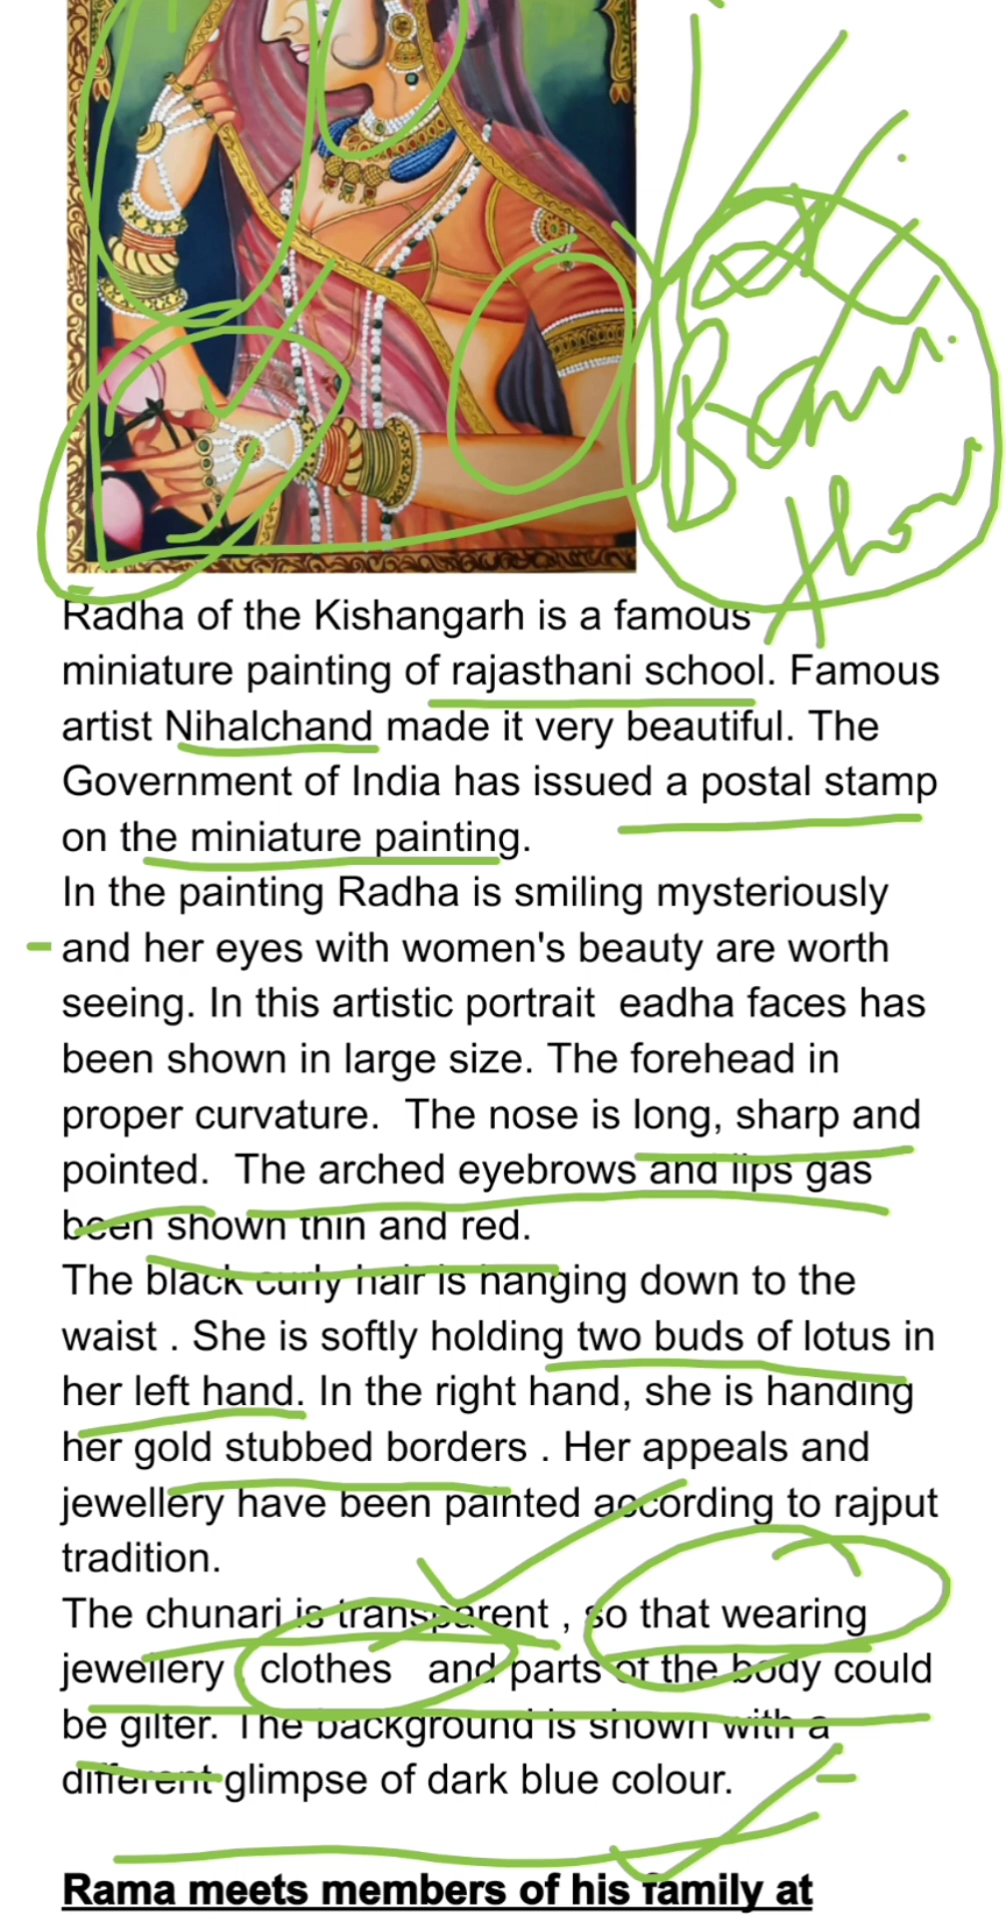 Bani
Thani
Radha of the Kishangarh is a famous
miniature painting of rajasthani school. Famous
artist Nihalchand made it very beautiful. The
Government of India has issued a postal stamp
on the miniature painting.
In the painting Radha is smiling mysteriously
and her eyes with women's beauty are worth
seeing. In this artistic portrait  eadha faces has
been shown in large size. The forehead in
proper curvature.  The nose is long, sharp and
pointed.  The arched eyebrows and lips gas
been shown thin and red.
The black curly hair is hanging down to the
waist . She is softly holding two buds of lotus in
her left hand. In the right hand, she is handing
her gold stubbed borders . Her appeals and
jewellery have been painted according to rajput
tradition.
The chunari is transparent , so that wearing
jewellery , clothes   and parts of the body could
be gilter. The background is shown with a
different glimpse of dark blue colour.
Rama meets members of his family at